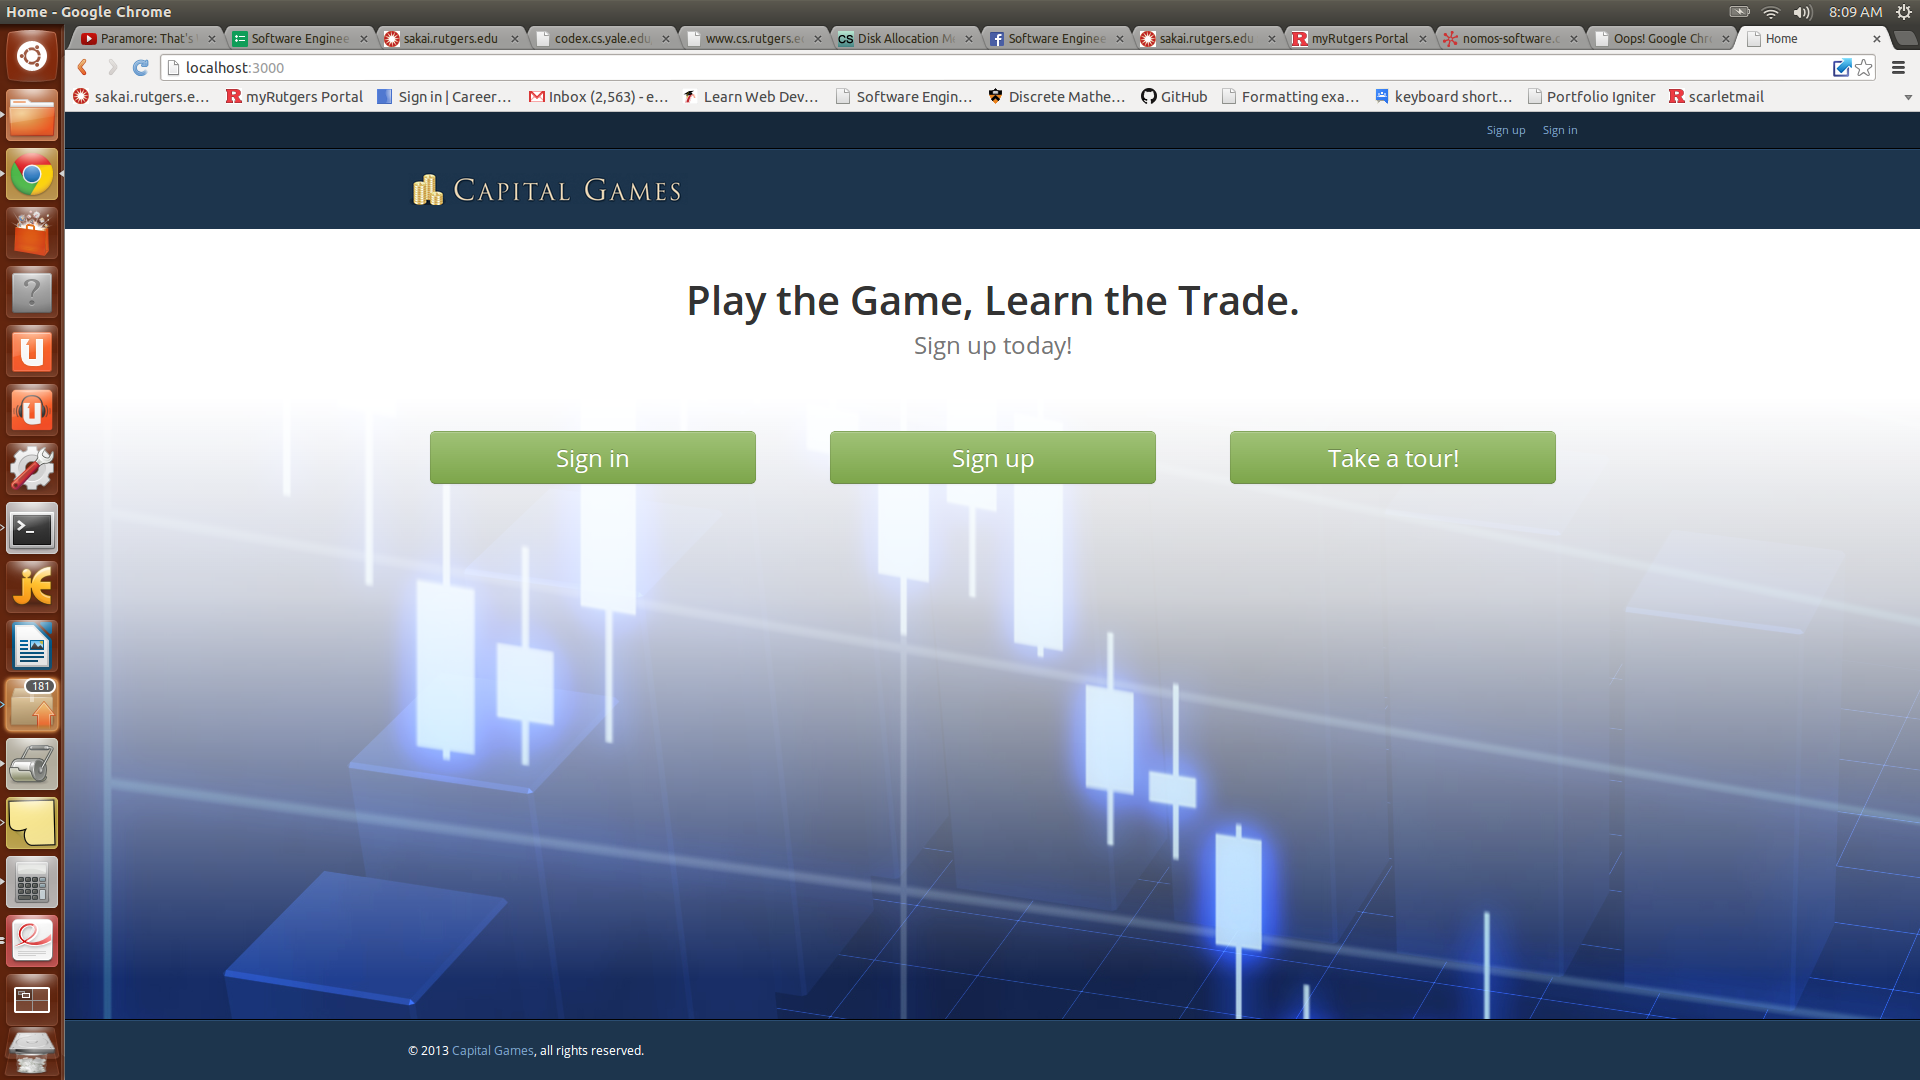 Home - Google Chrome
8:09 AM
Paramore: That's
Software Enginee
sakai.rutgers.edu
codex.cs.yale.edu
www.cs.rutgers.e
CS Disk Allocation M
Software Enginee
sakai.rutgers.edu
myRutgers Portal
nomos-software.c
Oops! Google Chr
Home
localhost:3000
sakai.rutgers.e...
myRutgers Portal
Sign in | Career...
Inbox (2,563) - e...
Learn Web Dev...
Software Engin...
Discrete Mathe...
GitHub
Formatting exa...
keyboard short...
Portfolio Igniter
scarletmail
Sign up Sign in
Capital Games
Play the Game, Learn the Trade.
Sign up today!
Sign in
Sign up
Take a tour!
181
© 2013 Capital Games, all rights reserved.